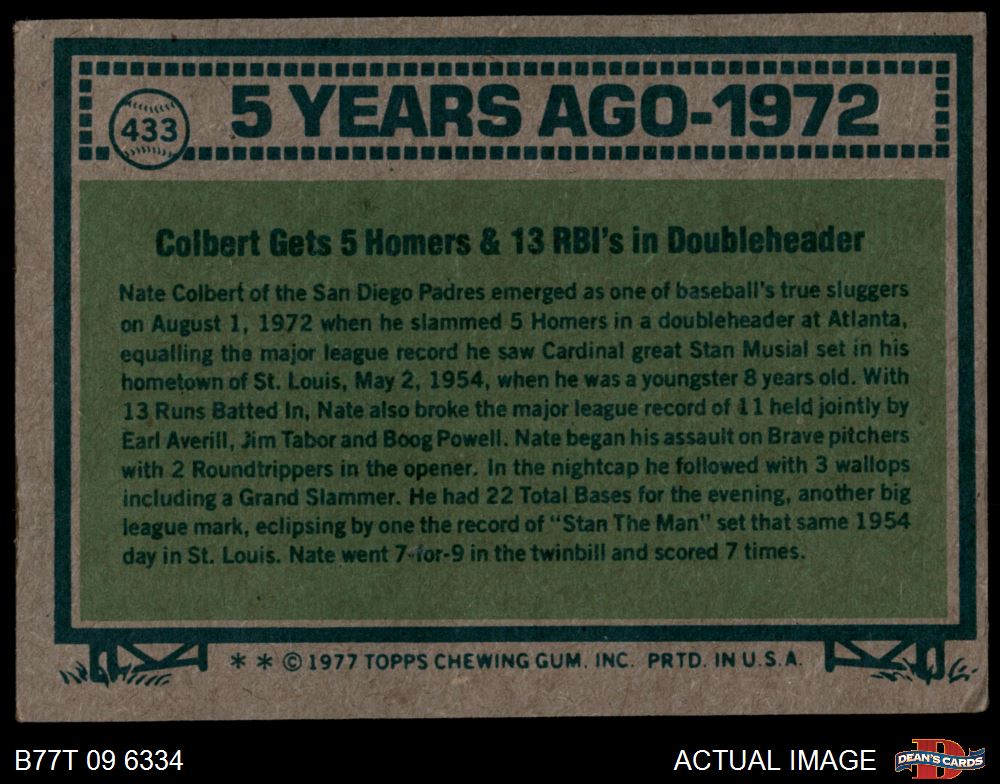 433
5 YEARS AGO-1972
Colbert Gets 5 Homers & 13 RBI's in Doubleheader
Nate Colbert of the San Diego Padres emerged as one of baseball's true sluggers
on August 1, 1972 when he slammed 5 Homers in a doubleheader at Atlanta,
equalling the major league record he saw Cardinal great Stan Musial set in his
hometown of St. Louis, May 2, 1954, when he was a youngster 8 years old. With
13 Runs Batted In, Nate also broke the major league record of 11 held jointly by
Earl Averill, Jim Tabor and Boog Powell. Nate began his assault on Brave pitchers
with 2 Roundtrippers in the opener. In the nightcap he followed with 3 wallops
including a Grand Slammer. He had 22 Total Bases for the evening, another big
league mark, eclipsing by one the record of "Stan The Man" set that same 1954
day in St. Louis. Nate went 7-for-9 in the twinbill and scored 7 times.
* * © 1977 TOPPS CHEWING GUM, INC. PRTD. IN U.S.A.
B77T 09 6334
ACTUAL IMAGE
D
DEAN'S CARDS